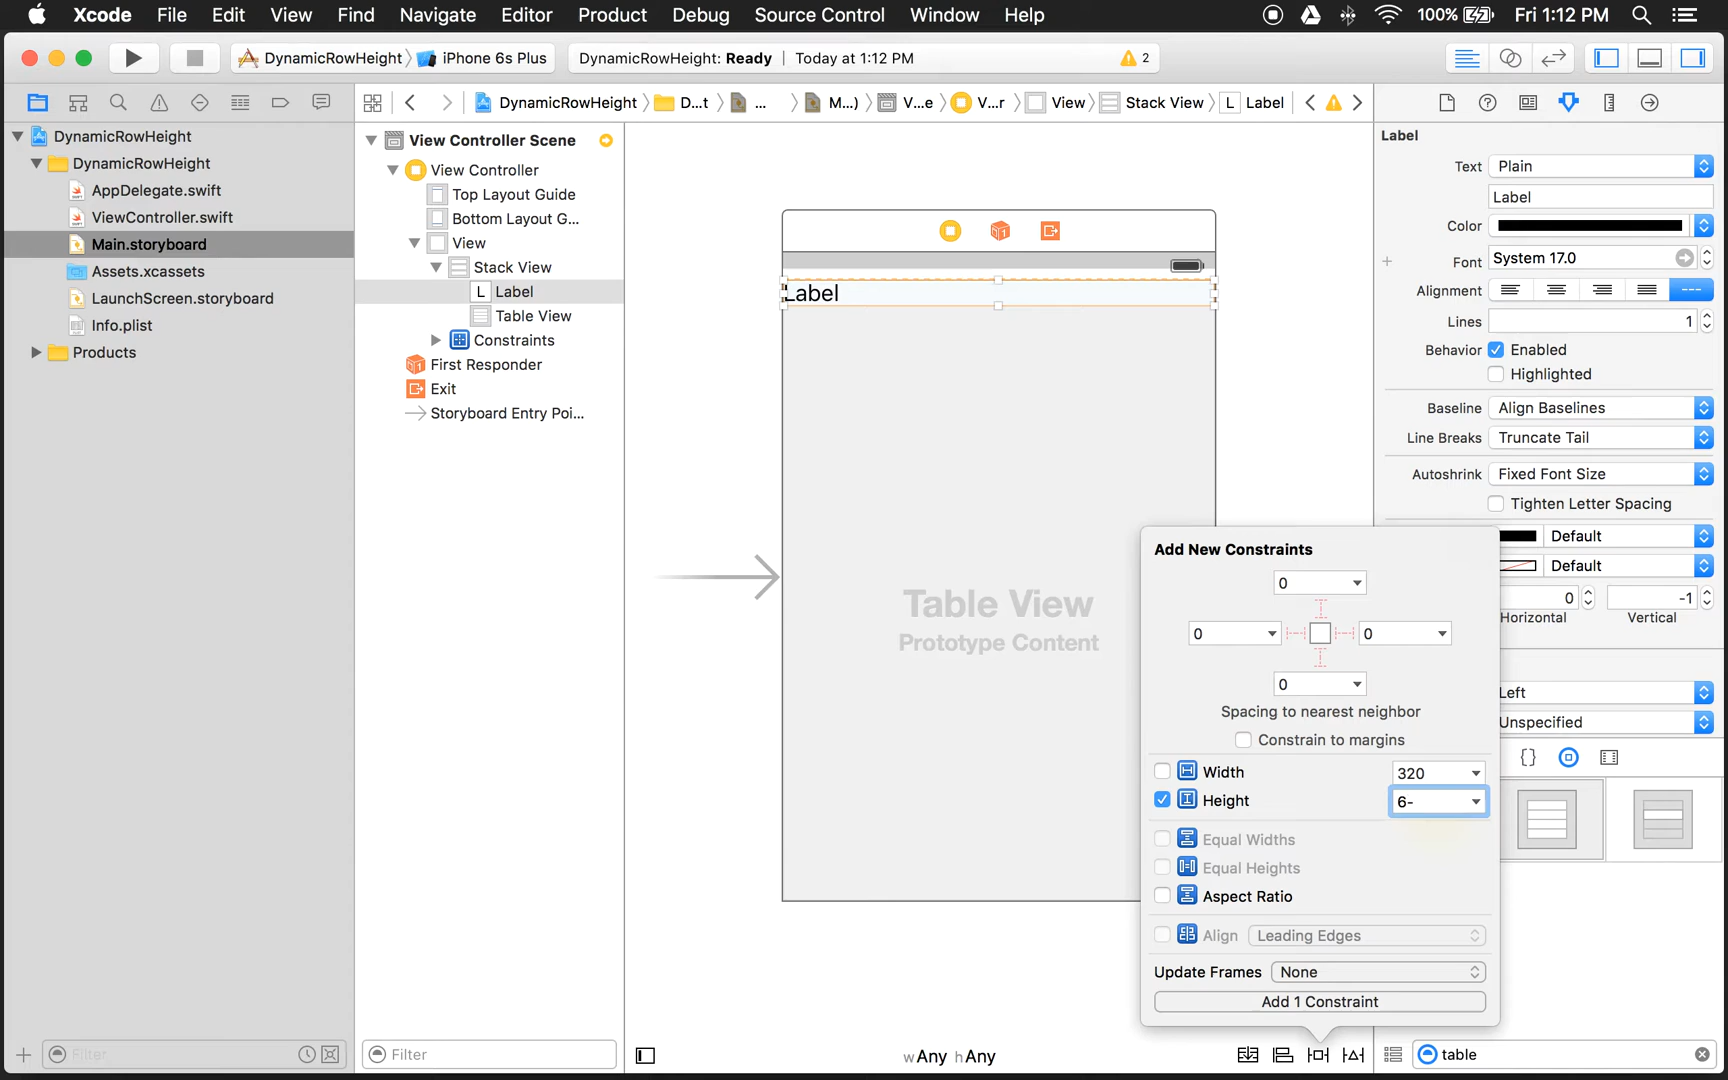 Xcode File Edit View Find Navigate Editor Product Debug Source Control Window Help 100% Fri 1:12 PM
DynamicRowHeight iPhone 6s Plus DynamicRowHeight: Ready Today at 1:12 PM 2
DynamicRowHeight D...t ... M...) V...e V...r View Stack View L Label
DynamicRowHeight
DynamicRowHeight
AppDelegate.swift
ViewController.swift
Main.storyboard
Assets.xcassets
LaunchScreen.storyboard
Info.plist
Products
Filter
View Controller Scene
View Controller
Top Layout Guide
Bottom Layout G...
View
Stack View
L Label
Table View
Constraints
First Responder
Exit
Storyboard Entry Poi...
Filter
Label
Table View
Prototype Content
wAny hAny
Add New Constraints
0
0 0
0
Spacing to nearest neighbor
Constrain to margins
Width 320
Height 6-
Equal Widths
Equal Heights
Aspect Ratio
Align Leading Edges
Update Frames None
Add 1 Constraint
Label
Text Plain
Label
Color
Font System 17.0
Alignment
Lines 1
Behavior Enabled
Highlighted
Baseline Align Baselines
Line Breaks Truncate Tail
Autoshrink Fixed Font Size
Tighten Letter Spacing
Default
Default
0 -1
Horizontal Vertical
Left
Unspecified
{}
table